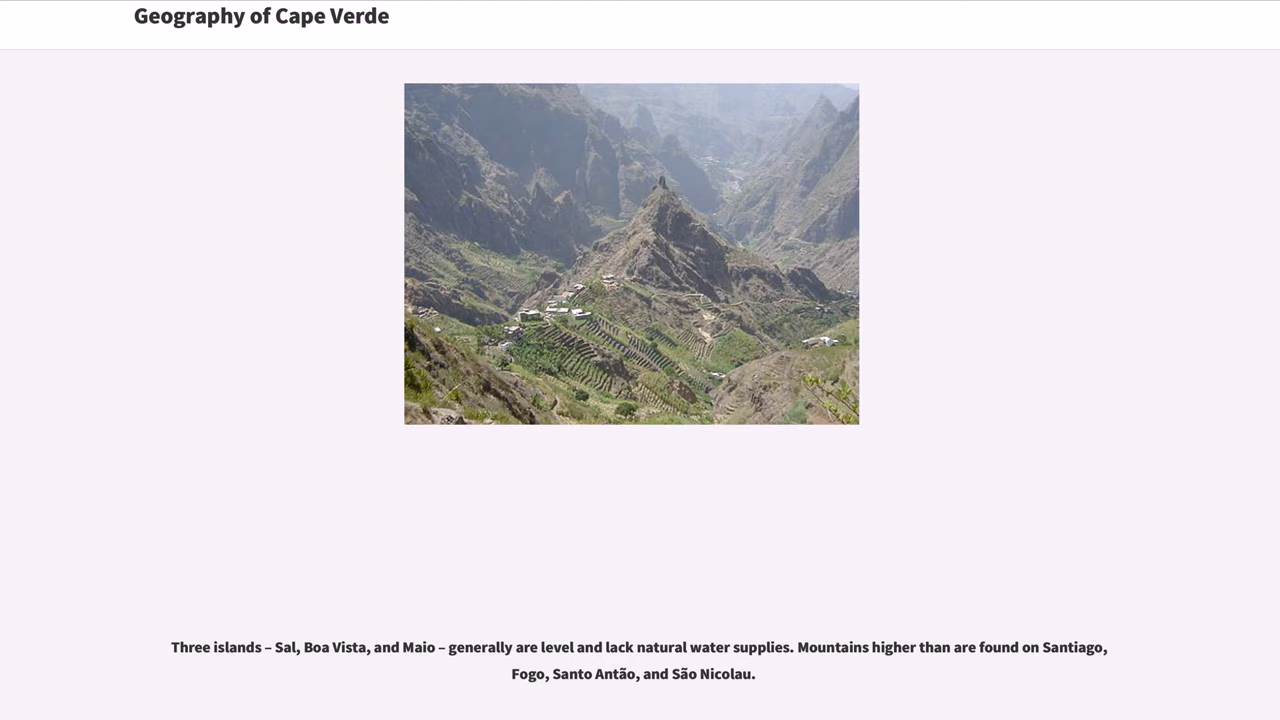 Geography of Cape Verde
Three islands – Sal, Boa Vista, and Maio – generally are level and lack natural water supplies. Mountains higher than are found on Santiago,
Fogo, Santo Antão, and São Nicolau.